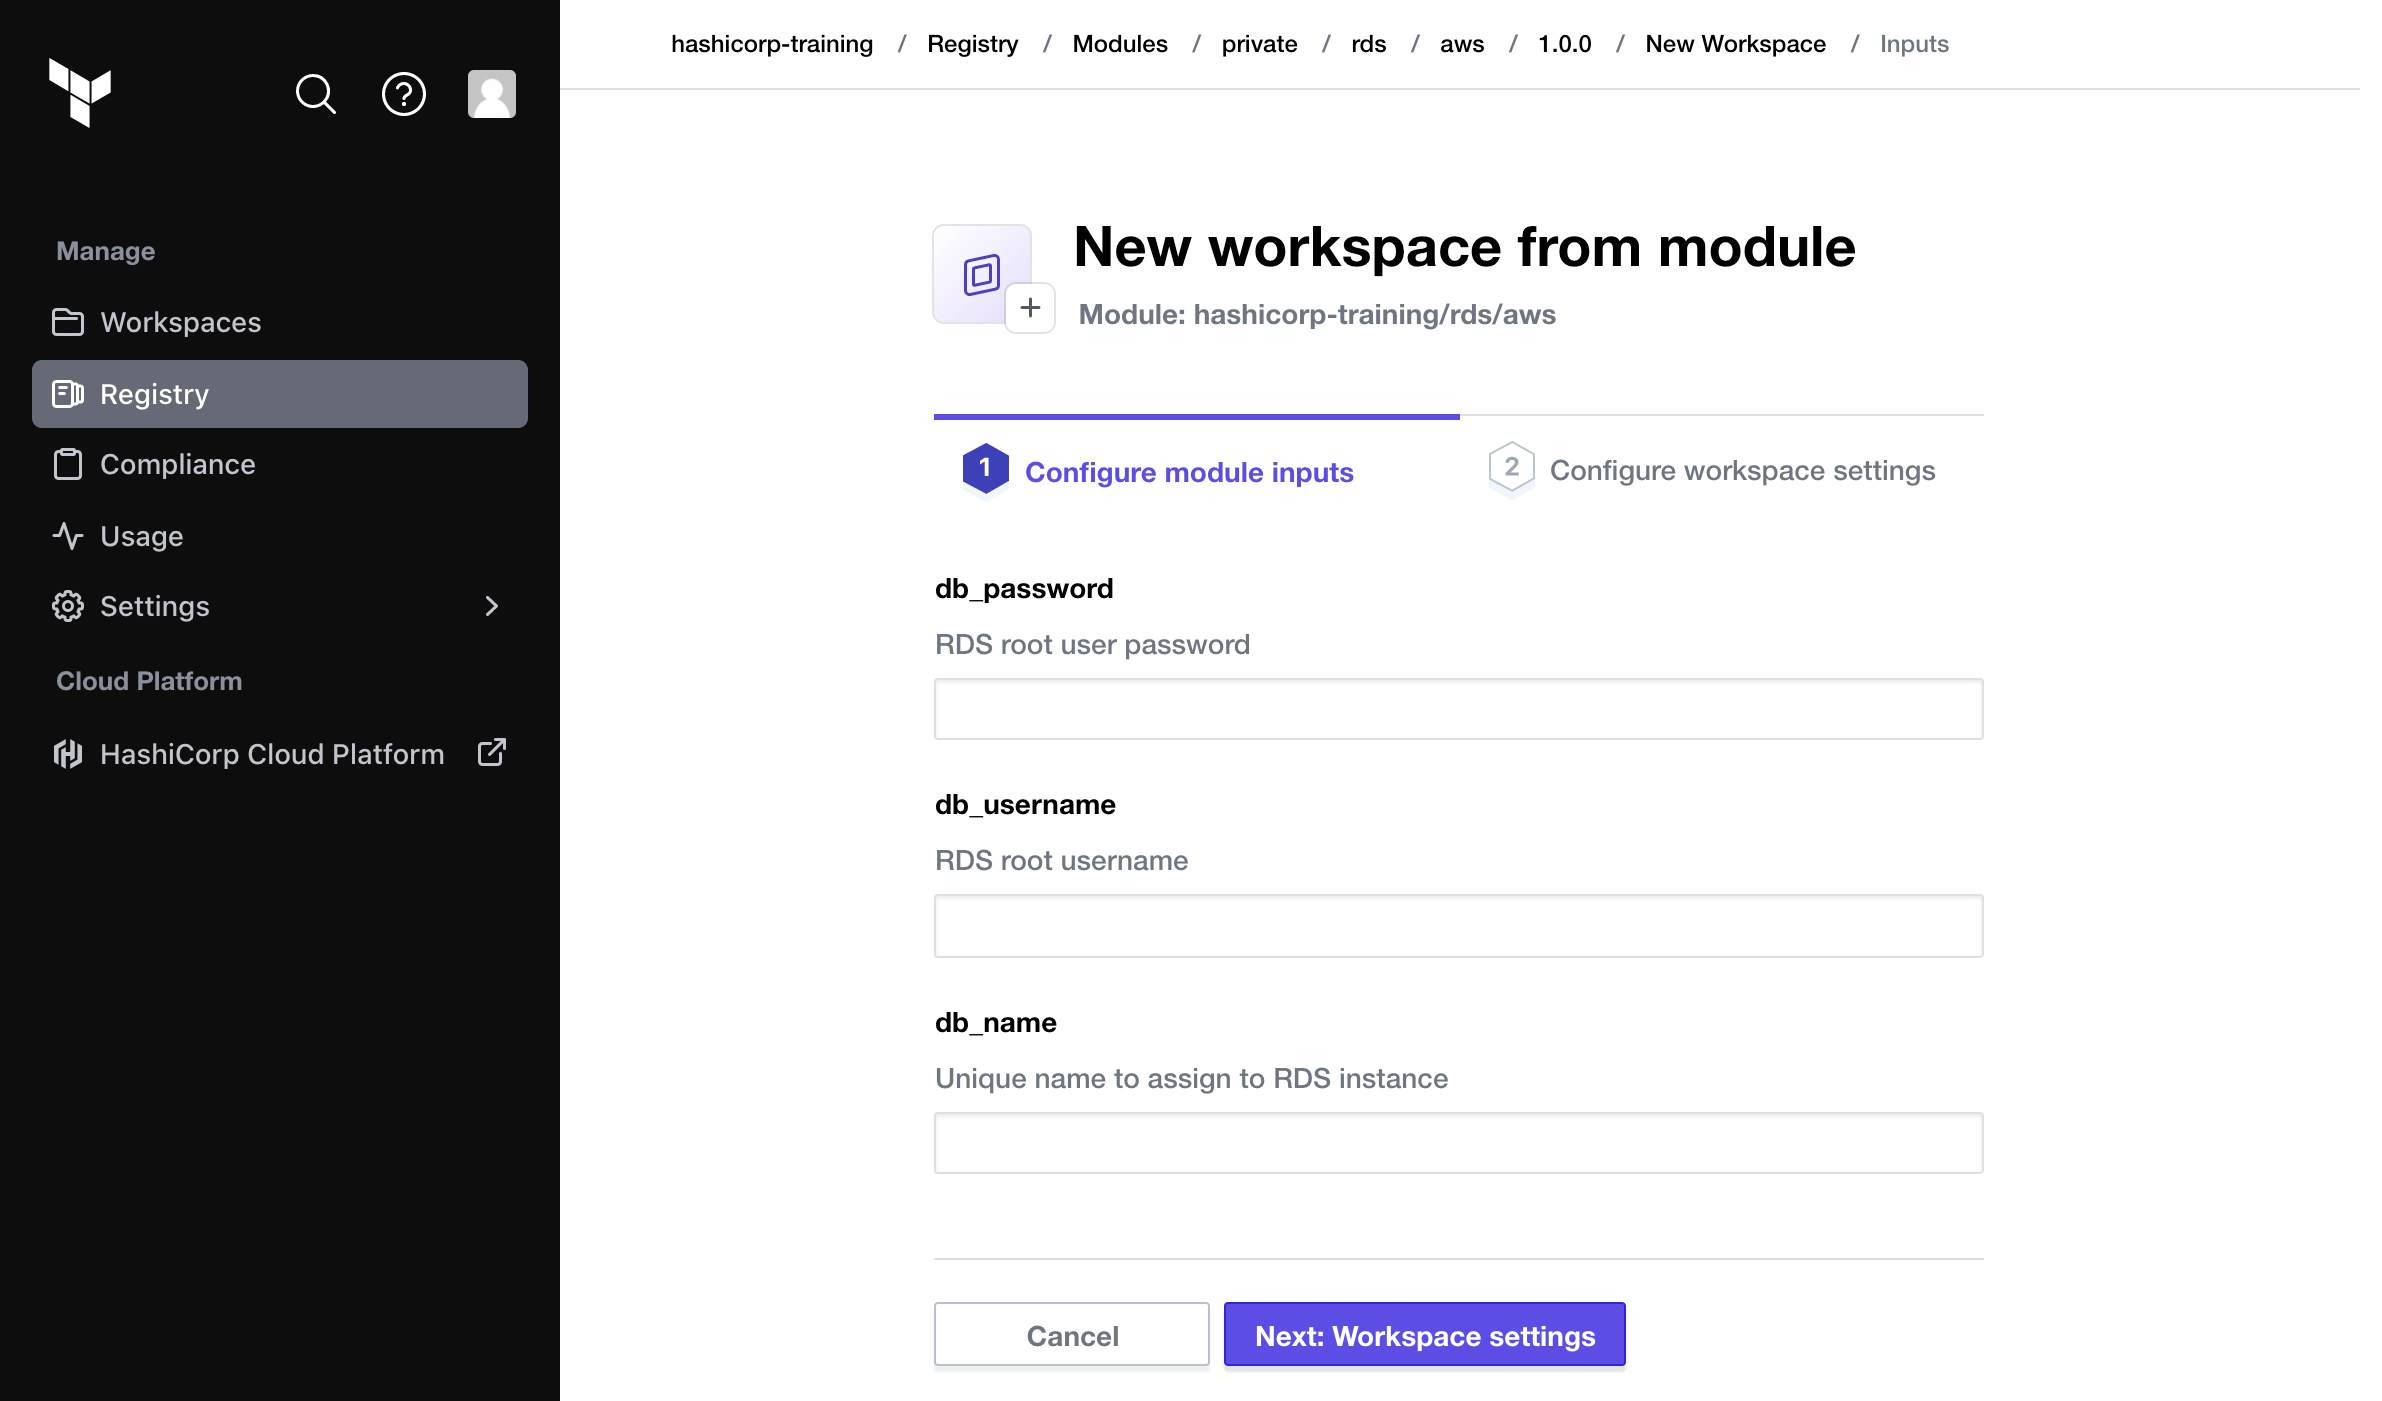 hashicorp-training / Registry / Modules / private / rds / aws / 1.0.0 / New Workspace / Inputs
Manage
Workspaces
Registry
Compliance
Usage
Settings
Cloud Platform
HashiCorp Cloud Platform
New workspace from module
Module: hashicorp-training/rds/aws
1 Configure module inputs
2 Configure workspace settings
db_password
RDS root user password
db_username
RDS root username
db_name
Unique name to assign to RDS instance
Cancel
Next: Workspace settings